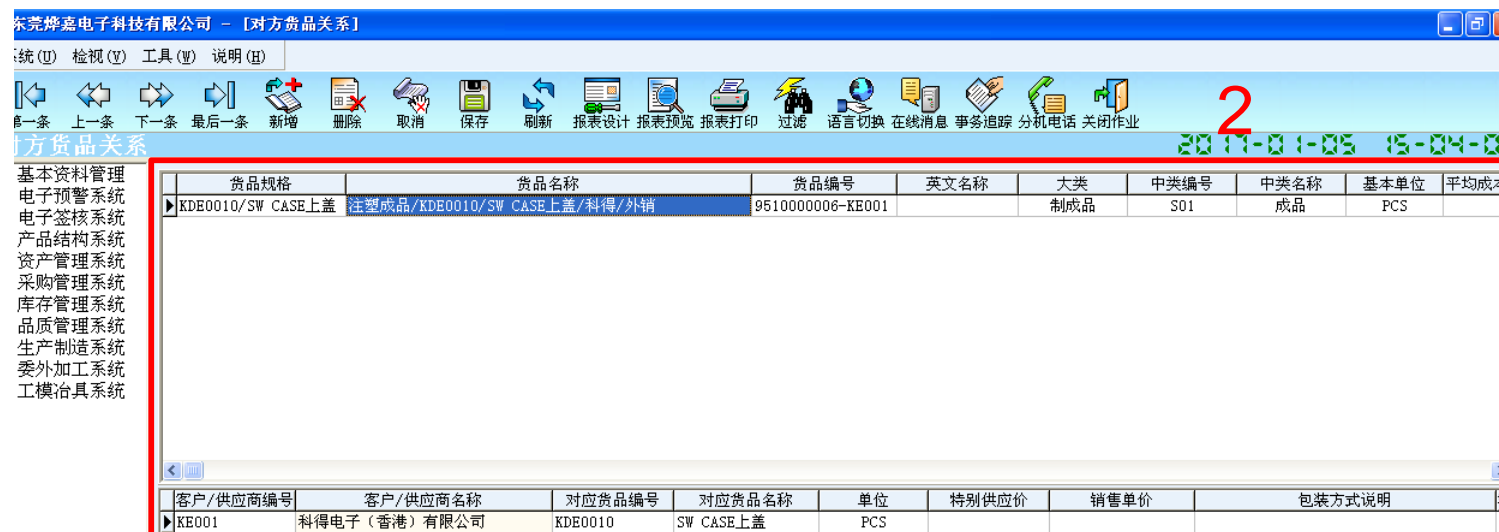 东莞烨嘉电子科技有限公司 - [对方货品关系]
系统(U) 检视(V) 工具(W) 说明(H)
第一条 上一条 下一条 最后一条 新增 删除 取消 保存 刷新 报表设计 报表预览 报表打印 过滤 语言切换 在线消息 事务追踪 分机电话 关闭作业
2
对方货品关系 2017-01-05 15-04-0
基本资料管理
电子预警系统
电子签核系统
产品结构系统
资产管理系统
采购管理系统
库存管理系统
品质管理系统
生产制造系统
委外加工系统
工模治具系统
货品规格 货品名称 货品编号 英文名称 大类 中类编号 中类名称 基本单位 平均成本
KDE0010/SW CASE上盖 注塑成品/KDE0010/SW CASE上盖/科得/外销 9510000006-KE001 制成品 S01 成品 PCS
客户/供应商编号 客户/供应商名称 对应货品编号 对应货品名称 单位 特别供应价 销售单价 包装方式说明
KE001 科得电子（香港）有限公司 KDE0010 SW CASE上盖 PCS